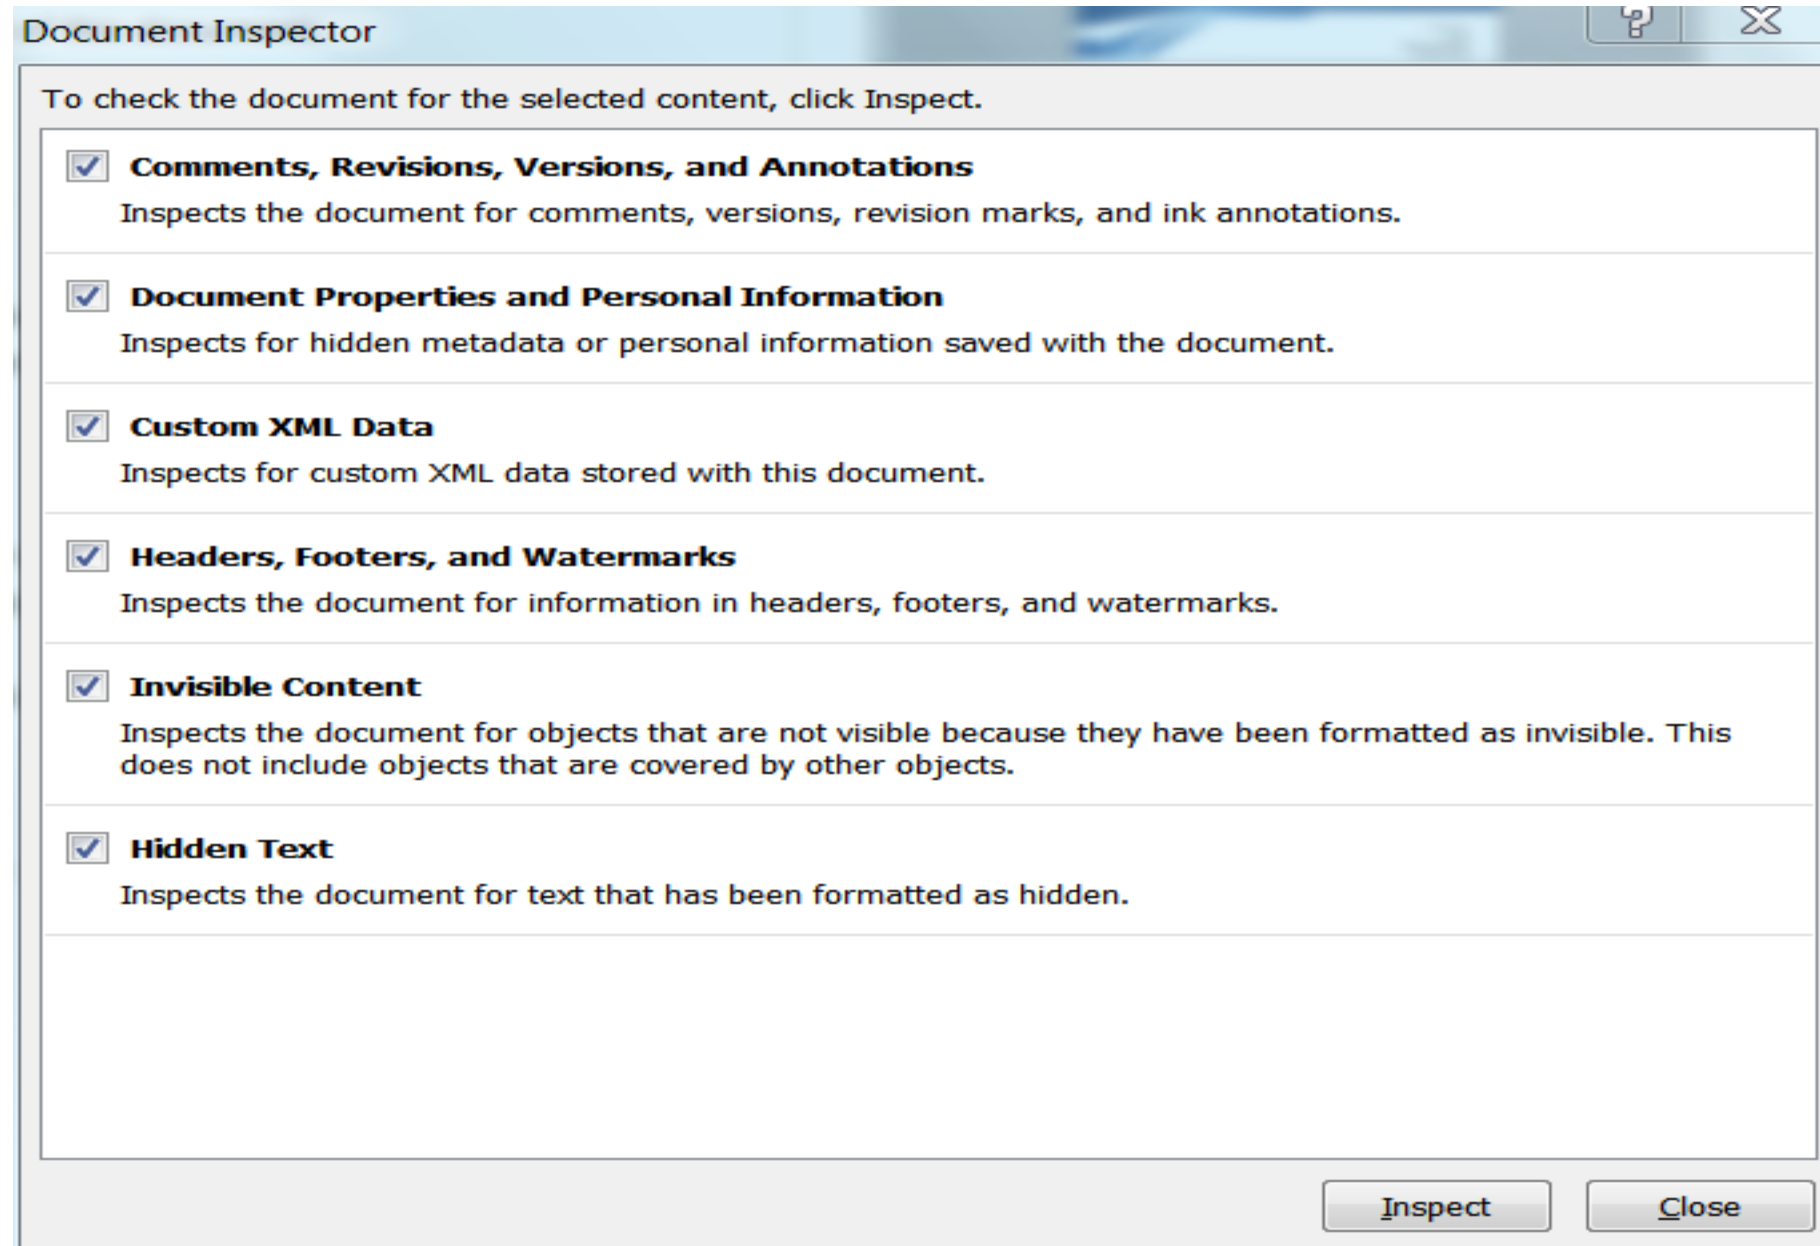 Document Inspector
To check the document for the selected content, click Inspect.
Comments, Revisions, Versions, and Annotations
Inspects the document for comments, versions, revision marks, and ink annotations.
Document Properties and Personal Information
Inspects for hidden metadata or personal information saved with the document.
Custom XML Data
Inspects for custom XML data stored with this document.
Headers, Footers, and Watermarks
Inspects the document for information in headers, footers, and watermarks.
Invisible Content
Inspects the document for objects that are not visible because they have been formatted as invisible. This
does not include objects that are covered by other objects.
Hidden Text
Inspects the document for text that has been formatted as hidden.
Inspect
Close